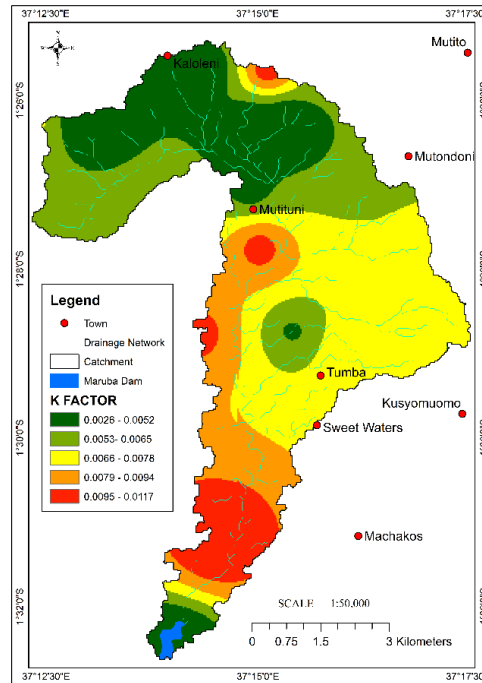 37°12'30"E 37°15'0"E 37°17'30"E
Mutito
Kaloleni
1°26'0"S
Mutondoni
Mutituni
1°28'0"S
Legend
Town
Drainage Network
Catchment
Maruba Dam
K FACTOR
0.0026 - 0.0052
0.0053- 0.0065
0.0066 - 0.0078
0.0079 - 0.0094
0.0095 - 0.0117
Tumba
Kusyomuomo
Sweet Waters
1°30'0"S
Machakos
1°32'0"S
SCALE 1:50,000
0 0.75 1.5 3 Kilometers
37°12'30"E 37°15'0"E 37°17'30"E